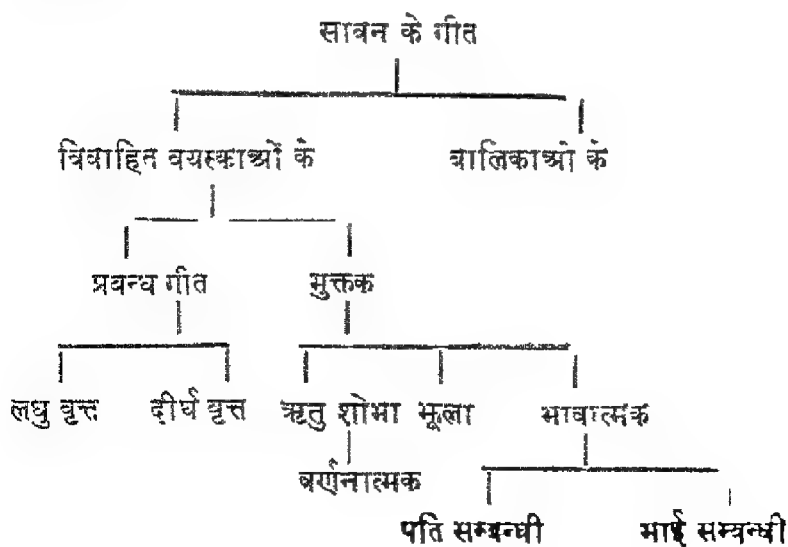 सावन के गीत
विवाहित वयस्काओं के बालिकाओं के
प्रबन्ध गीत मुक्तक
लघु वृत्त दीर्घ वृत्त ऋतु शोभा झूला भावात्मक
वर्णनात्मक
पति सम्बन्धी भाई सम्बन्धी